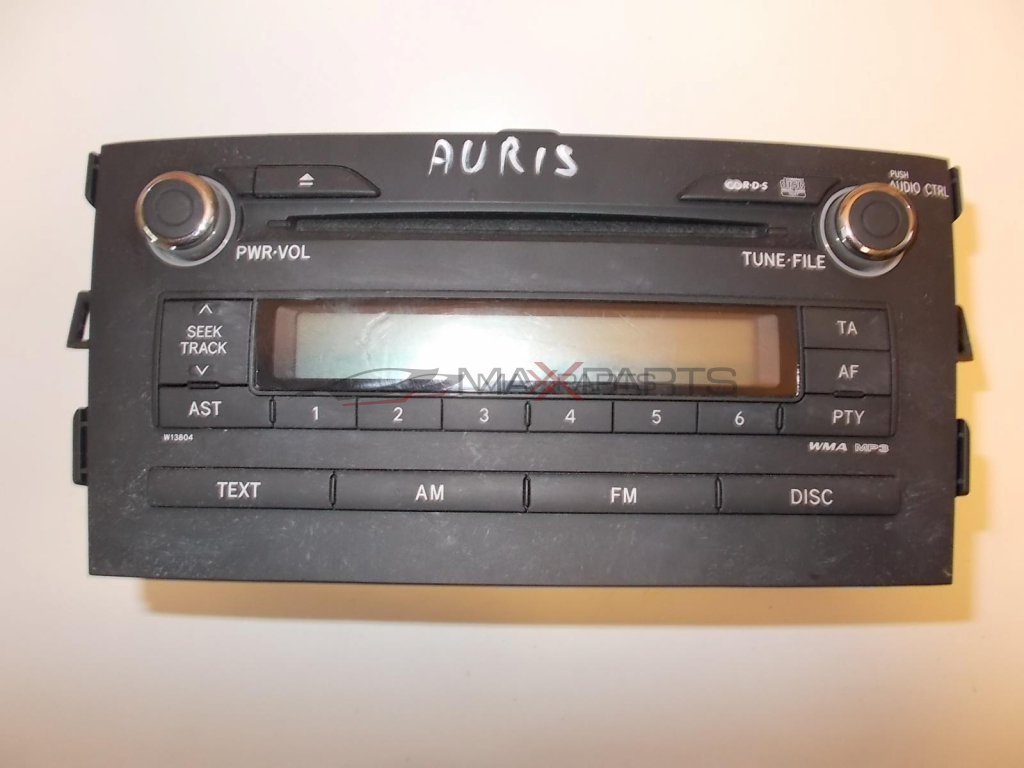 AURIS
R·D·S
PUSH
AUDIO CTRL
PWR·VOL
TUNE·FILE
SEEK
TRACK
TA
AF
MAXXPARTS
AST
1
2
3
4
5
6
PTY
W13804
WMA MP3
TEXT
AM
FM
DISC